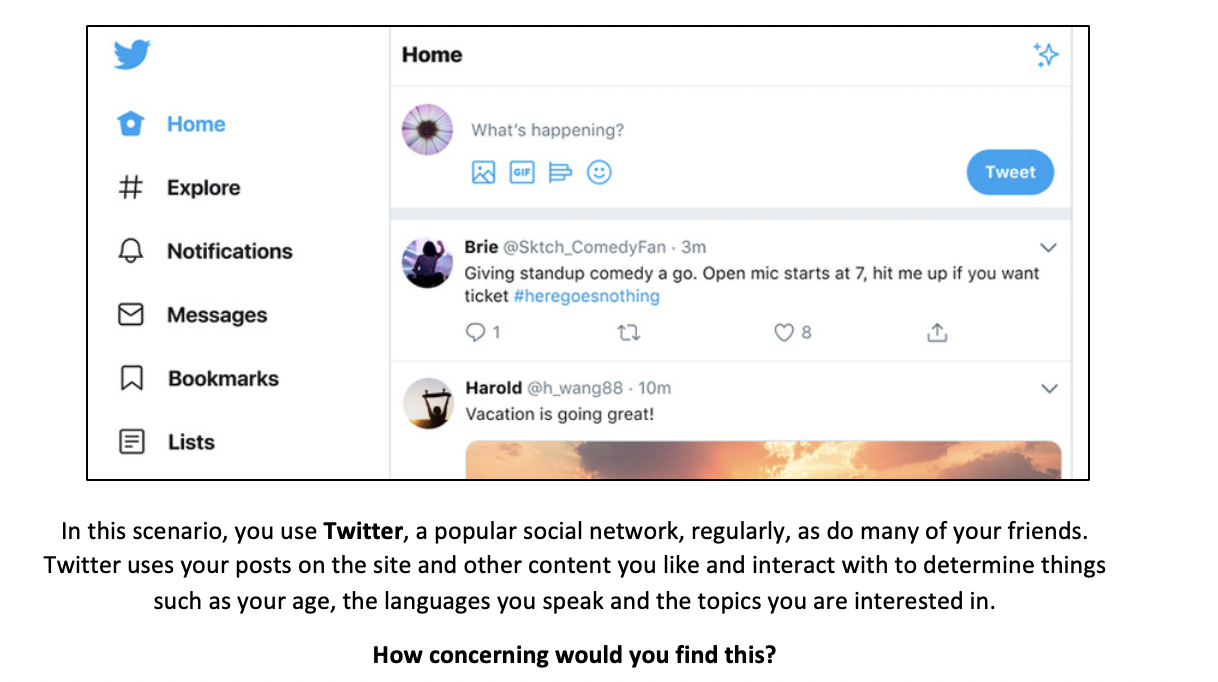 Home
Home
What's happening?
GIF
Tweet
Explore
Notifications
Messages
Bookmarks
Lists
Brie @Sktch_ComedyFan · 3m
Giving standup comedy a go. Open mic starts at 7, hit me up if you want
ticket #heregoesnothing
1
8
Harold @h_wang88 · 10m
Vacation is going great!
In this scenario, you use Twitter, a popular social network, regularly, as do many of your friends.
Twitter uses your posts on the site and other content you like and interact with to determine things
such as your age, the languages you speak and the topics you are interested in.
How concerning would you find this?